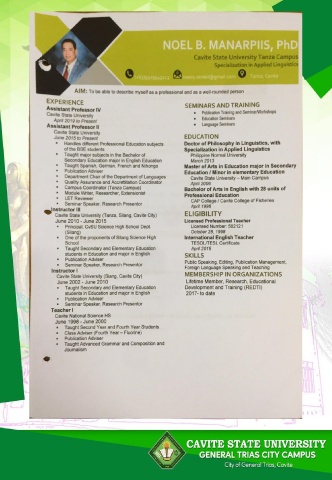 NOEL B. MANARPIIS, PhD
Cavite State University Tanza Campus
Specialization in Applied Linguistics
Tanza, Cavite
AIM: To be able to describe myself as a professional and as a well-rounded person
EXPERIENCE
Assistant Professor IV
Cavite State University
April 2019 to Present
Assistant Professor II
Cavite State University
June 2015 to Present
• Handles different Professional Education subjects
of the BSE students
• Taught major subjects in the Bachelor of
Secondary Education major in English Education
• Taught Spanish, German, French and Nihongo
• Publication Adviser
• Department Chair of the Department of Languages
• Quality Assurance and Accreditation Coordinator
• Campus Coordinator (Tanza Campus)
• Module Writer, Researcher, Extensionist
• LET Reviewer
• Seminar Speaker, Research Presenter
Instructor III
Cavite State University (Tanza, Silang, Cavite City)
June 2010 - June 2015
• Principal, CvSU Science High School Dept.
(Silang)
• One of the proponents of Silang Science High
School
• Taught Secondary and Elementary Education
students in Education and major in English
• Publication Adviser
• Seminar Speaker, Research Presenter
Instructor I
Cavite State University (Silang, Cavite City)
June 2002 - June 2010
• Taught Secondary and Elementary Education
students in Education and major in English
• Publication Adviser
• Seminar Speaker, Research Presenter
Teacher I
Cavite National Science HS
June 1998 - June 2000
• Taught Second Year and Fourth Year Students
• Class Adviser (Fourth Year – Fluorine)
• Publication Adviser
• Taught Advanced Grammar and Composition and
Journalism
SEMINARS AND TRAINING
• Publication Training and Seminar/Workshops
• Education Seminars
• Language Seminars
EDUCATION
Doctor of Philosophy in Linguistics, with
Specialization in Applied Linguistics
Philippine Normal University
March 2013
Master of Arts in Education major in Secondary
Education / Minor in elementary Education
Cavite State University – Main Campus
April 2006
Bachelor of Arts in English with 28 units of
Professional Education
CAP College / Cavite College of Fisheries
April 1998
ELIGIBILITY
Licensed Professional Teacher
Licensed Number: 592121
October 28, 1998
International English Teacher
TESOL/TESL Certificate
April 2019
SKILLS
Public Speaking, Editing, Publication Management,
Foreign Language Speaking and Teaching
MEMBERSHIP IN ORGANIZATIONS
Lifetime Member, Research, Educational
Development and Training (REDTI)
2017- to date
CAVITE STATE UNIVERSITY
GENERAL TRIAS CITY CAMPUS
City of General Trias, Cavite